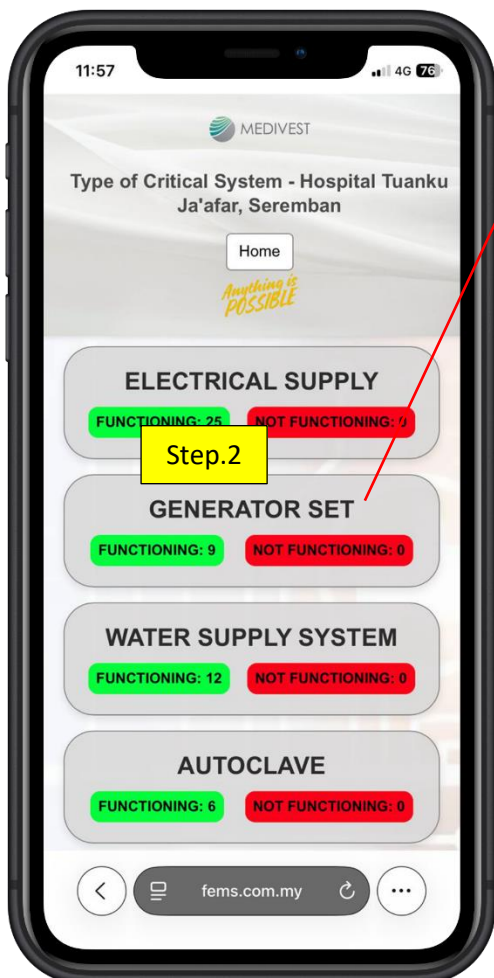 11:57
4G 76
MEDIVEST
Type of Critical System - Hospital Tuanku
Ja'afar, Seremban
Home
Anything is
POSSIBLE
ELECTRICAL SUPPLY
FUNCTIONING: 25 NOT FUNCTIONING: 0
Step.2
GENERATOR SET
FUNCTIONING: 9 NOT FUNCTIONING: 0
WATER SUPPLY SYSTEM
FUNCTIONING: 12 NOT FUNCTIONING: 0
AUTOCLAVE
FUNCTIONING: 6 NOT FUNCTIONING: 0
fems.com.my